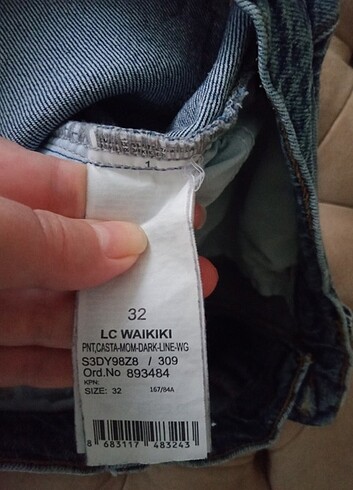 1
32
LC WAIKIKI
PNT,CASTA-MOM-DARK-LINE-WG
S3DY98Z8 / 309
Ord.No 893484
KPN:
SIZE: 32 167/84A
8 683117 483243